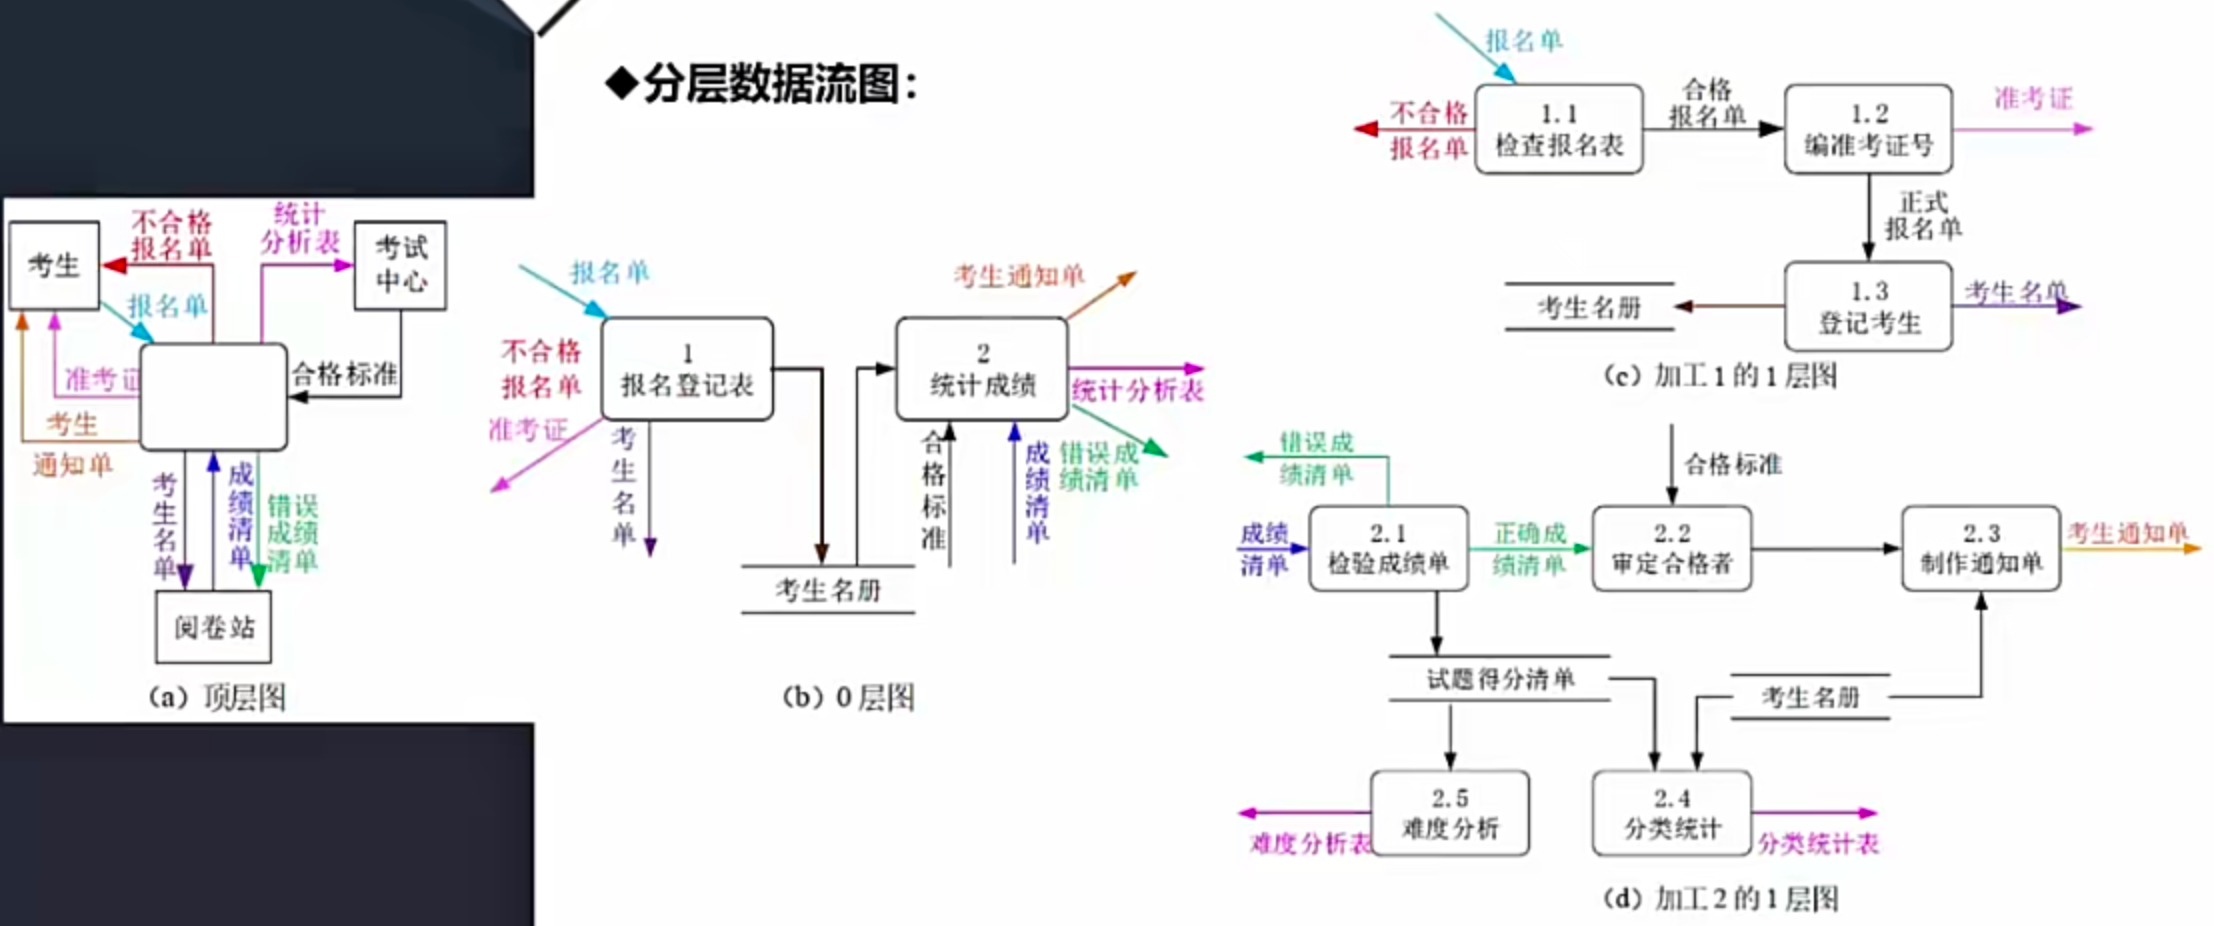 ◆分层数据流图：
考生
不合格
报名单
统计
分析表
考试
中心
报名单
准考证
合格标准
考生
通知单
考生名单
成绩清单
错误
成绩
清单
阅卷站
（a）顶层图
报名单
不合格
报名单
准考证
1
报名登记表
考生名单
考生名册
考生通知单
2
统计成绩
统计分析表
合格标准
成绩清单
错误成
绩清单
（b）0 层图
报名单
不合格
报名单
1.1
检查报名表
合格
报名单
1.2
编准考证号
准考证
正式
报名单
考生名册
1.3
登记考生
考生名单
（c）加工 1 的 1 层图
错误成
绩清单
合格标准
成绩
清单
2.1
检验成绩单
正确成
绩清单
2.2
审定合格者
2.3
制作通知单
考生通知单
试题得分清单
考生名册
难度分析表
2.5
难度分析
2.4
分类统计
分类统计表
（d）加工 2 的 1 层图